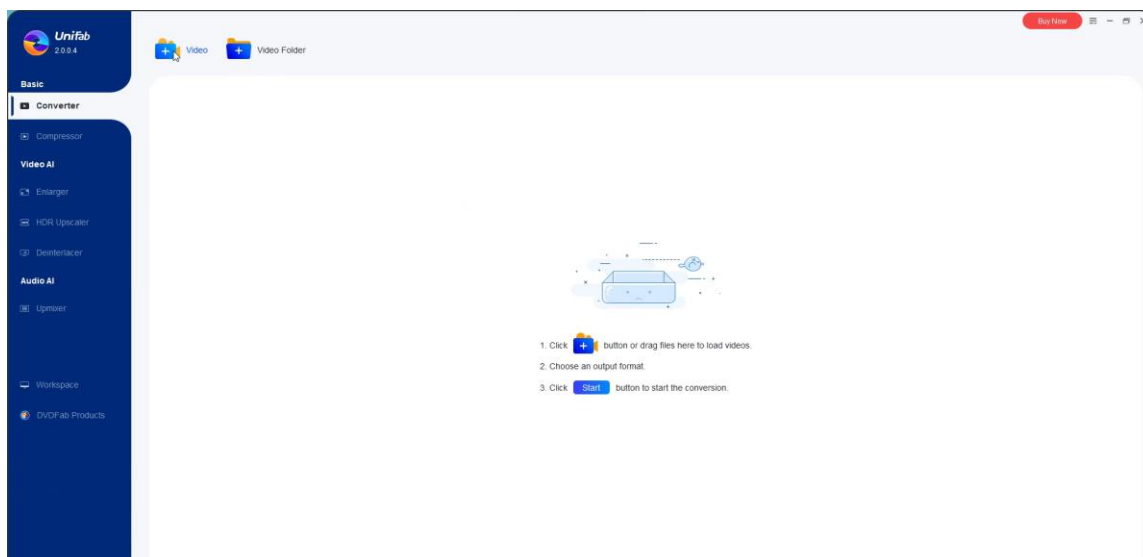 Unifab
2.0.0.4
Buy Now
Video
Video Folder
Basic
Converter
Compressor
Video AI
Enlarger
HDR Upscaler
Deinterlacer
Audio AI
Upmixer
Workspace
DVDFab Products
1. Click button or drag files here to load videos.
2. Choose an output format.
3. Click Start button to start the conversion.